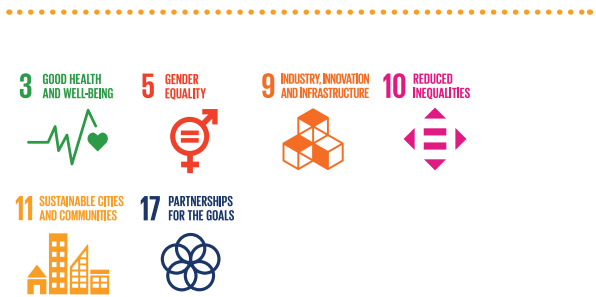 3 GOOD HEALTH
AND WELL-BEING
5 GENDER
EQUALITY
9 INDUSTRY, INNOVATION
AND INFRASTRUCTURE
10 REDUCED
INEQUALITIES
11 SUSTAINABLE CITIES
AND COMMUNITIES
17 PARTNERSHIPS
FOR THE GOALS